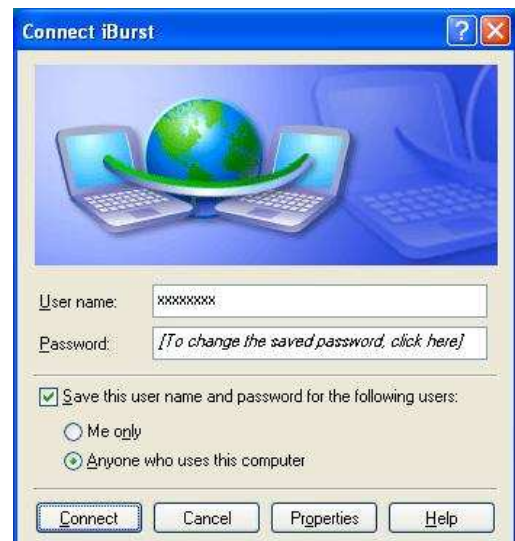 Connect iBurst
User name:
xxxxxxxx
Password:
[To change the saved password, click here]
Save this user name and password for the following users:
Me only
Anyone who uses this computer
Connect
Cancel
Properties
Help